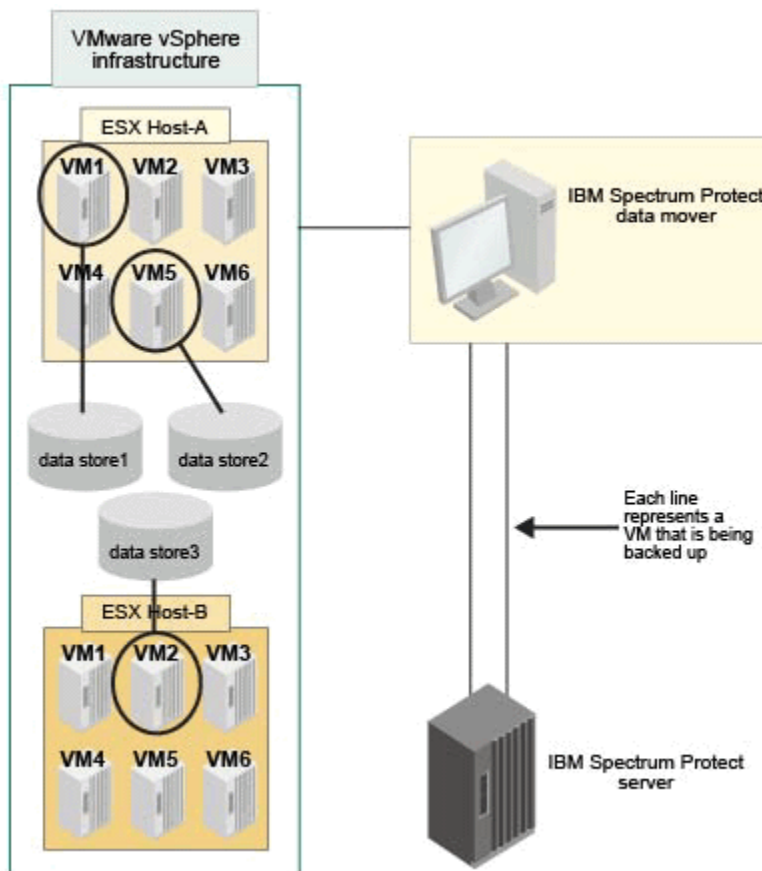 VMware vSphere
infrastructure
ESX Host-A
VM1 VM2 VM3
VM4 VM5 VM6
data store1
data store2
data store3
ESX Host-B
VM1 VM2 VM3
VM4 VM5 VM6
IBM Spectrum Protect
data mover
Each line
represents a
VM that is being
backed up
IBM Spectrum Protect
server